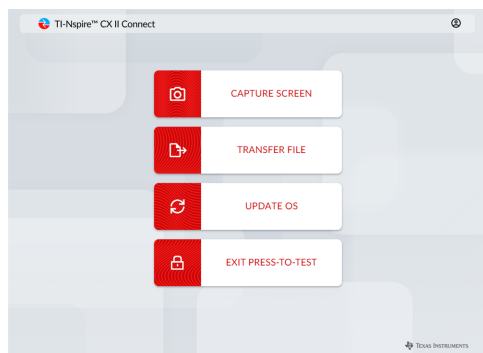 TI-Nspire™ CX II Connect
CAPTURE SCREEN
TRANSFER FILE
UPDATE OS
EXIT PRESS-TO-TEST
TEXAS INSTRUMENTS